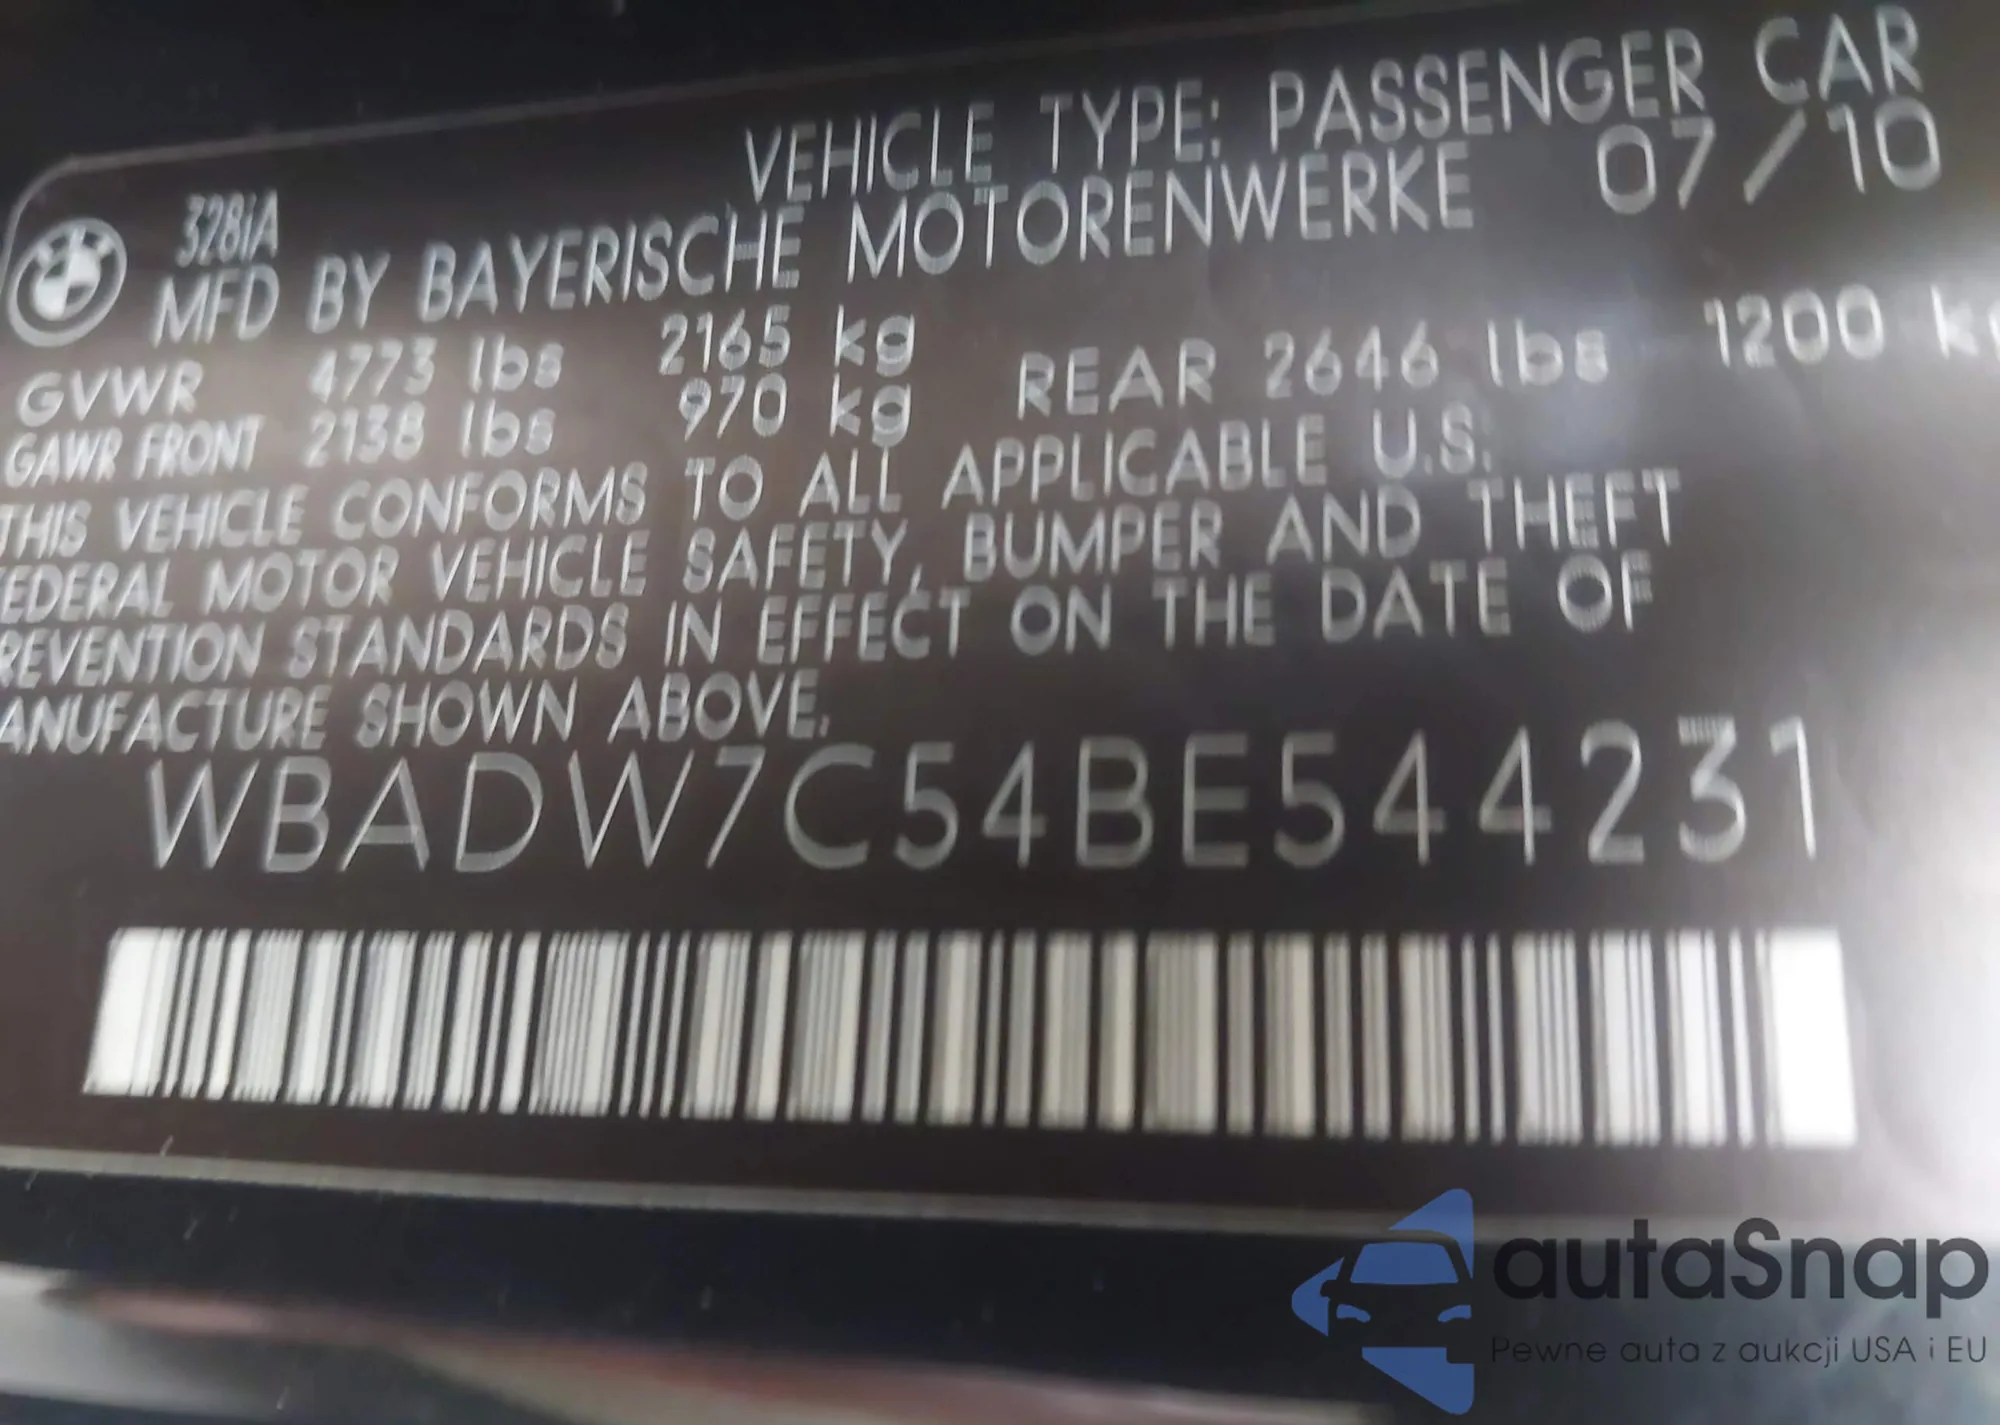 VEHICLE TYPE: PASSENGER CAR
328iA
MFD BY BAYERISCHE MOTORENWERKE 07/10
GVWR 4773 lbs 2165 kg
GAWR FRONT 2138 lbs 970 kg REAR 2646 lbs 1200 kg
THIS VEHICLE CONFORMS TO ALL APPLICABLE U.S.
FEDERAL MOTOR VEHICLE SAFETY, BUMPER AND THEFT
REVENTION STANDARDS IN EFFECT ON THE DATE OF
ANUFACTURE SHOWN ABOVE.
WBADW7C54BE544231
autaSnap
Pewne auta z aukcji USA i EU